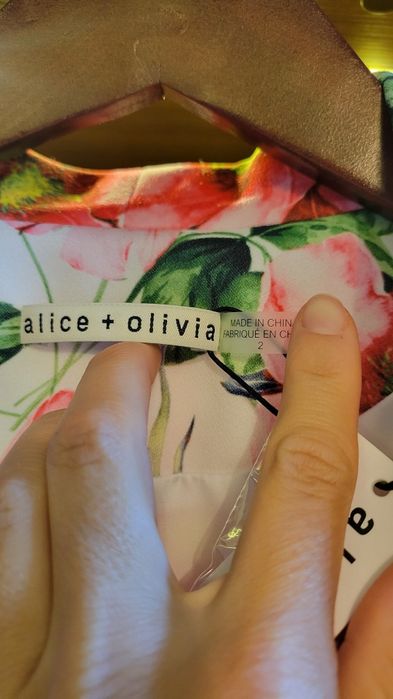 alice + olivia
MADE IN CHINA
FABRIQUÉ EN
2